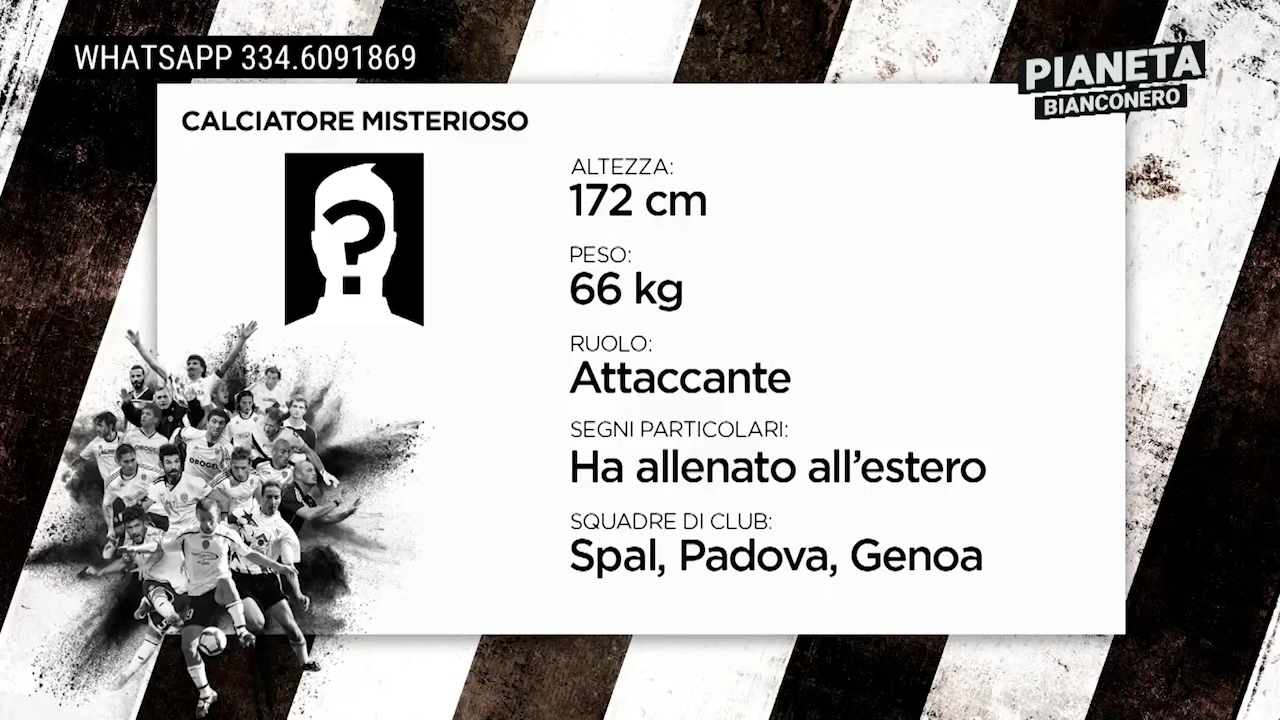 WHATSAPP 334.6091869
PIANETA
BIANCONERO
CALCIATORE MISTERIOSO
?
ALTEZZA:
172 cm
PESO:
66 kg
RUOLO:
Attaccante
SEGNI PARTICOLARI:
Ha allenato all’estero
SQUADRE DI CLUB:
Spal, Padova, Genoa